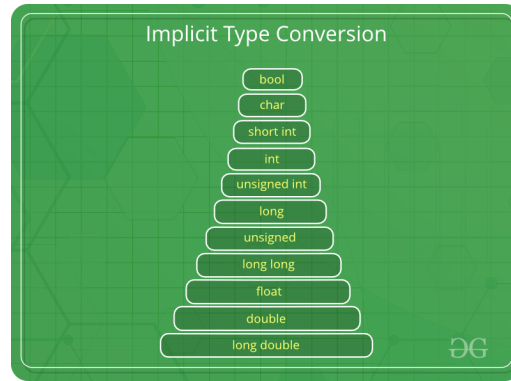 Implicit Type Conversion
bool
char
short int
int
unsigned int
long
unsigned
long long
float
double
long double
GG